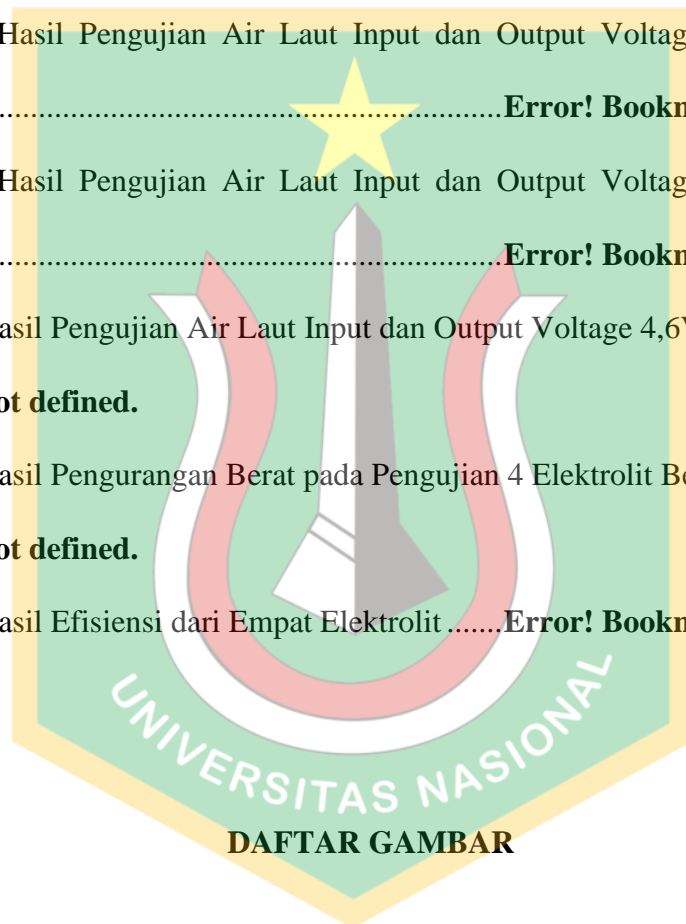 Hasil Pengujian Air Laut Input dan Output Voltag
...........................................................Error! Bookm
Hasil Pengujian Air Laut Input dan Output Voltag
...........................................................Error! Bookm
asil Pengujian Air Laut Input dan Output Voltage 4,6V
ot defined.
asil Pengurangan Berat pada Pengujian 4 Elektrolit Be
ot defined.
asil Efisiensi dari Empat Elektrolit.......Error! Bookm
UNIVERSITAS NASIONAL
DAFTAR GAMBAR